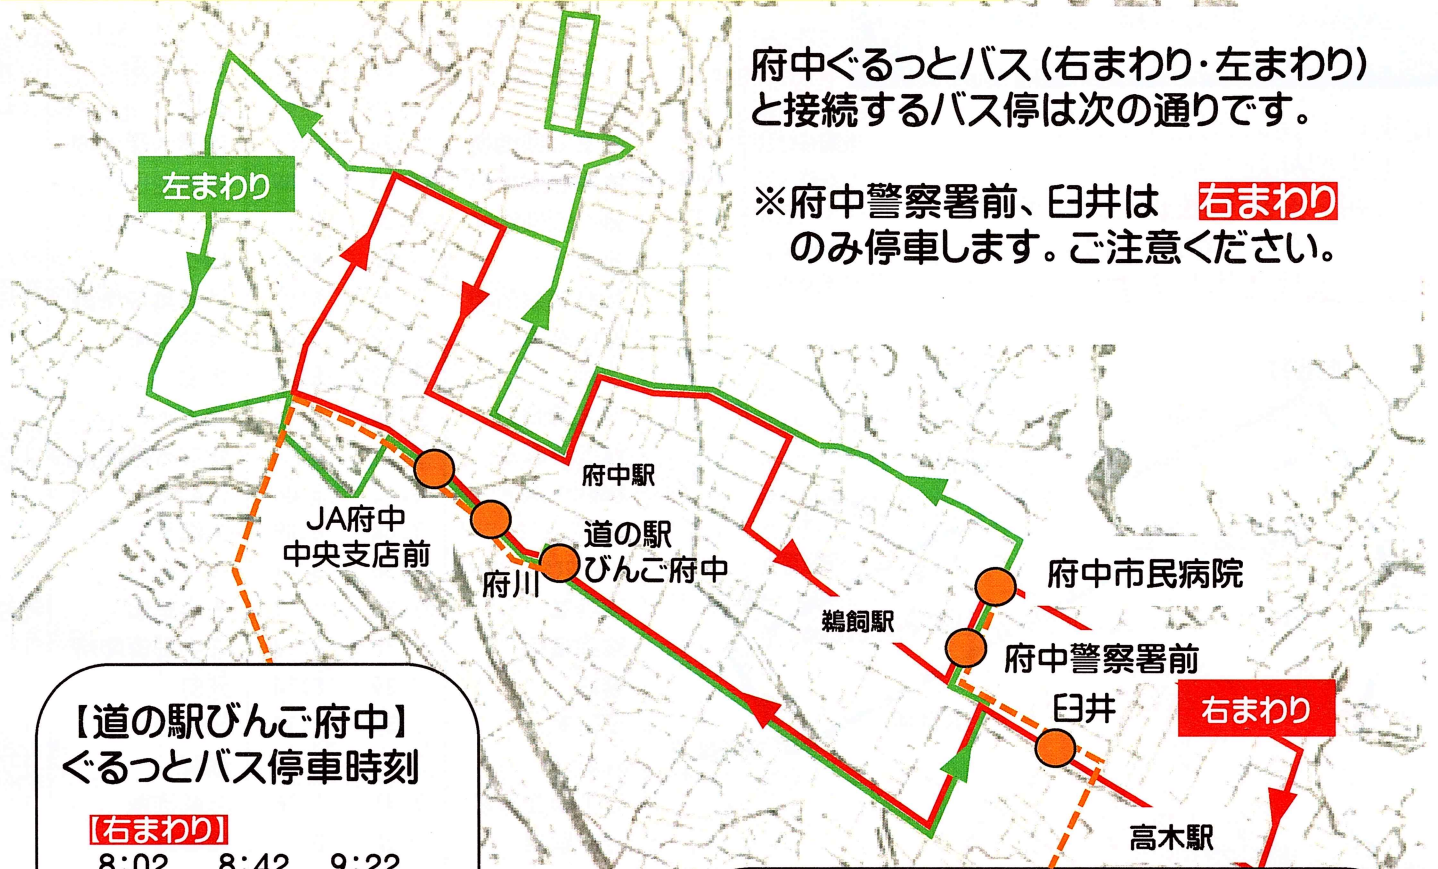 府中ぐるっとバス(右まわり・左まわり)
と接続するバス停は次の通りです。
※府中警察署前、臼井は 右まわり
のみ停車します。ご注意ください。
左まわり
府中駅
JA府中
中央支店前
道の駅
びんご府中
府川
府中市民病院
鵜飼駅
府中警察署前
臼井
右まわり
高木駅
【道の駅びんご府中】
ぐるっとバス停車時刻
【右まわり】
8:02 8:42 9:22